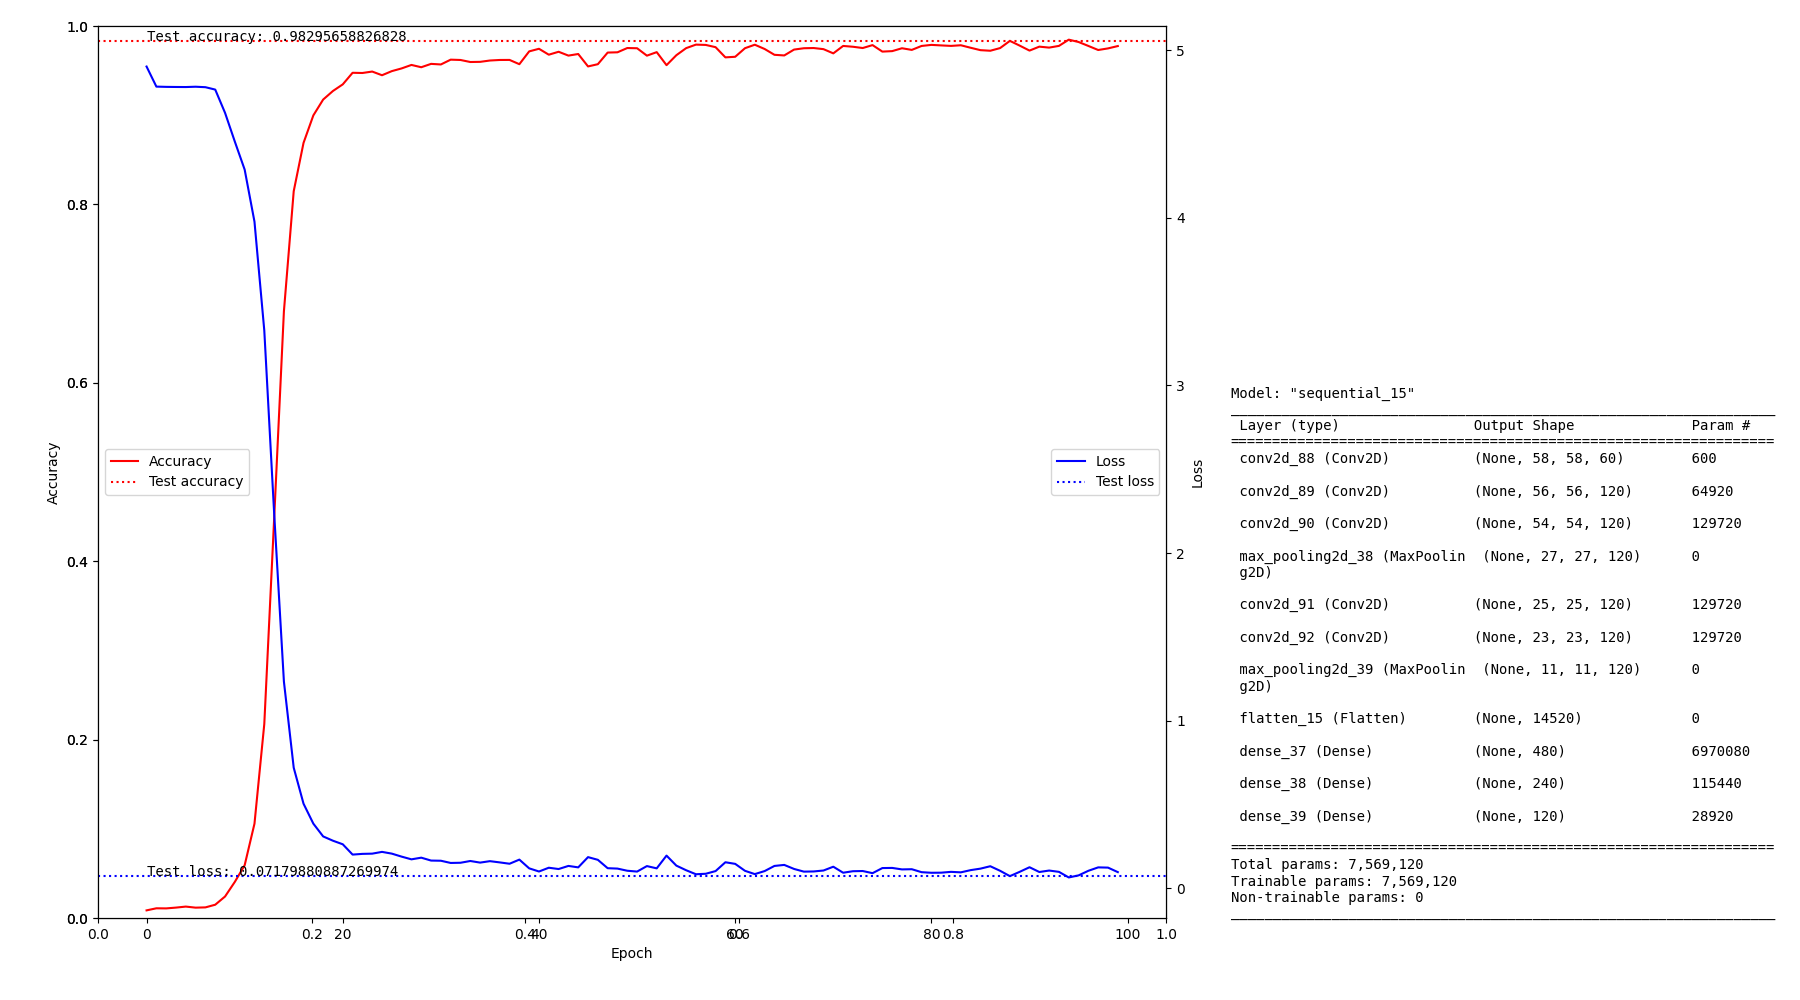 1.0
0.8
0.6
0.4
0.2
0.0
Accuracy
Test accuracy: 0.98295658826828
Accuracy
Test accuracy
Test loss: 0.07179880887269974
Loss
Test loss
5
4
3
2
1
0
Loss
0.0 0 0.2 20 0.4 40 60 0.6 80 0.8 100 1.0
Epoch
Model: "sequential_15"
Layer (type) Output Shape Param #
conv2d_88 (Conv2D) (None, 58, 58, 60) 600
conv2d_89 (Conv2D) (None, 56, 56, 120) 64920
conv2d_90 (Conv2D) (None, 54, 54, 120) 129720
max_pooling2d_38 (MaxPoolin (None, 27, 27, 120) 0
g2D)
conv2d_91 (Conv2D) (None, 25, 25, 120) 129720
conv2d_92 (Conv2D) (None, 23, 23, 120) 129720
max_pooling2d_39 (MaxPoolin (None, 11, 11, 120) 0
g2D)
flatten_15 (Flatten) (None, 14520) 0
dense_37 (Dense) (None, 480) 6970080
dense_38 (Dense) (None, 240) 115440
dense_39 (Dense) (None, 120) 28920
Total params: 7,569,120
Trainable params: 7,569,120
Non-trainable params: 0